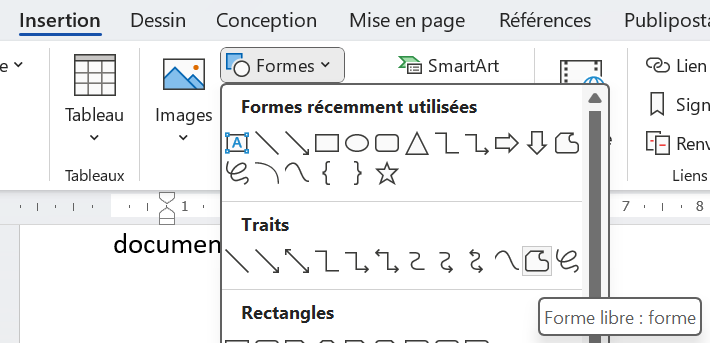 Insertion Dessin Conception Mise en page Références Publiposta
e Formes SmartArt Lien
Tableau Images Sign
Renv
Tableaux Liens
Formes récemment utilisées
A
1 7 8
Traits
documen
Rectangles
Forme libre : forme